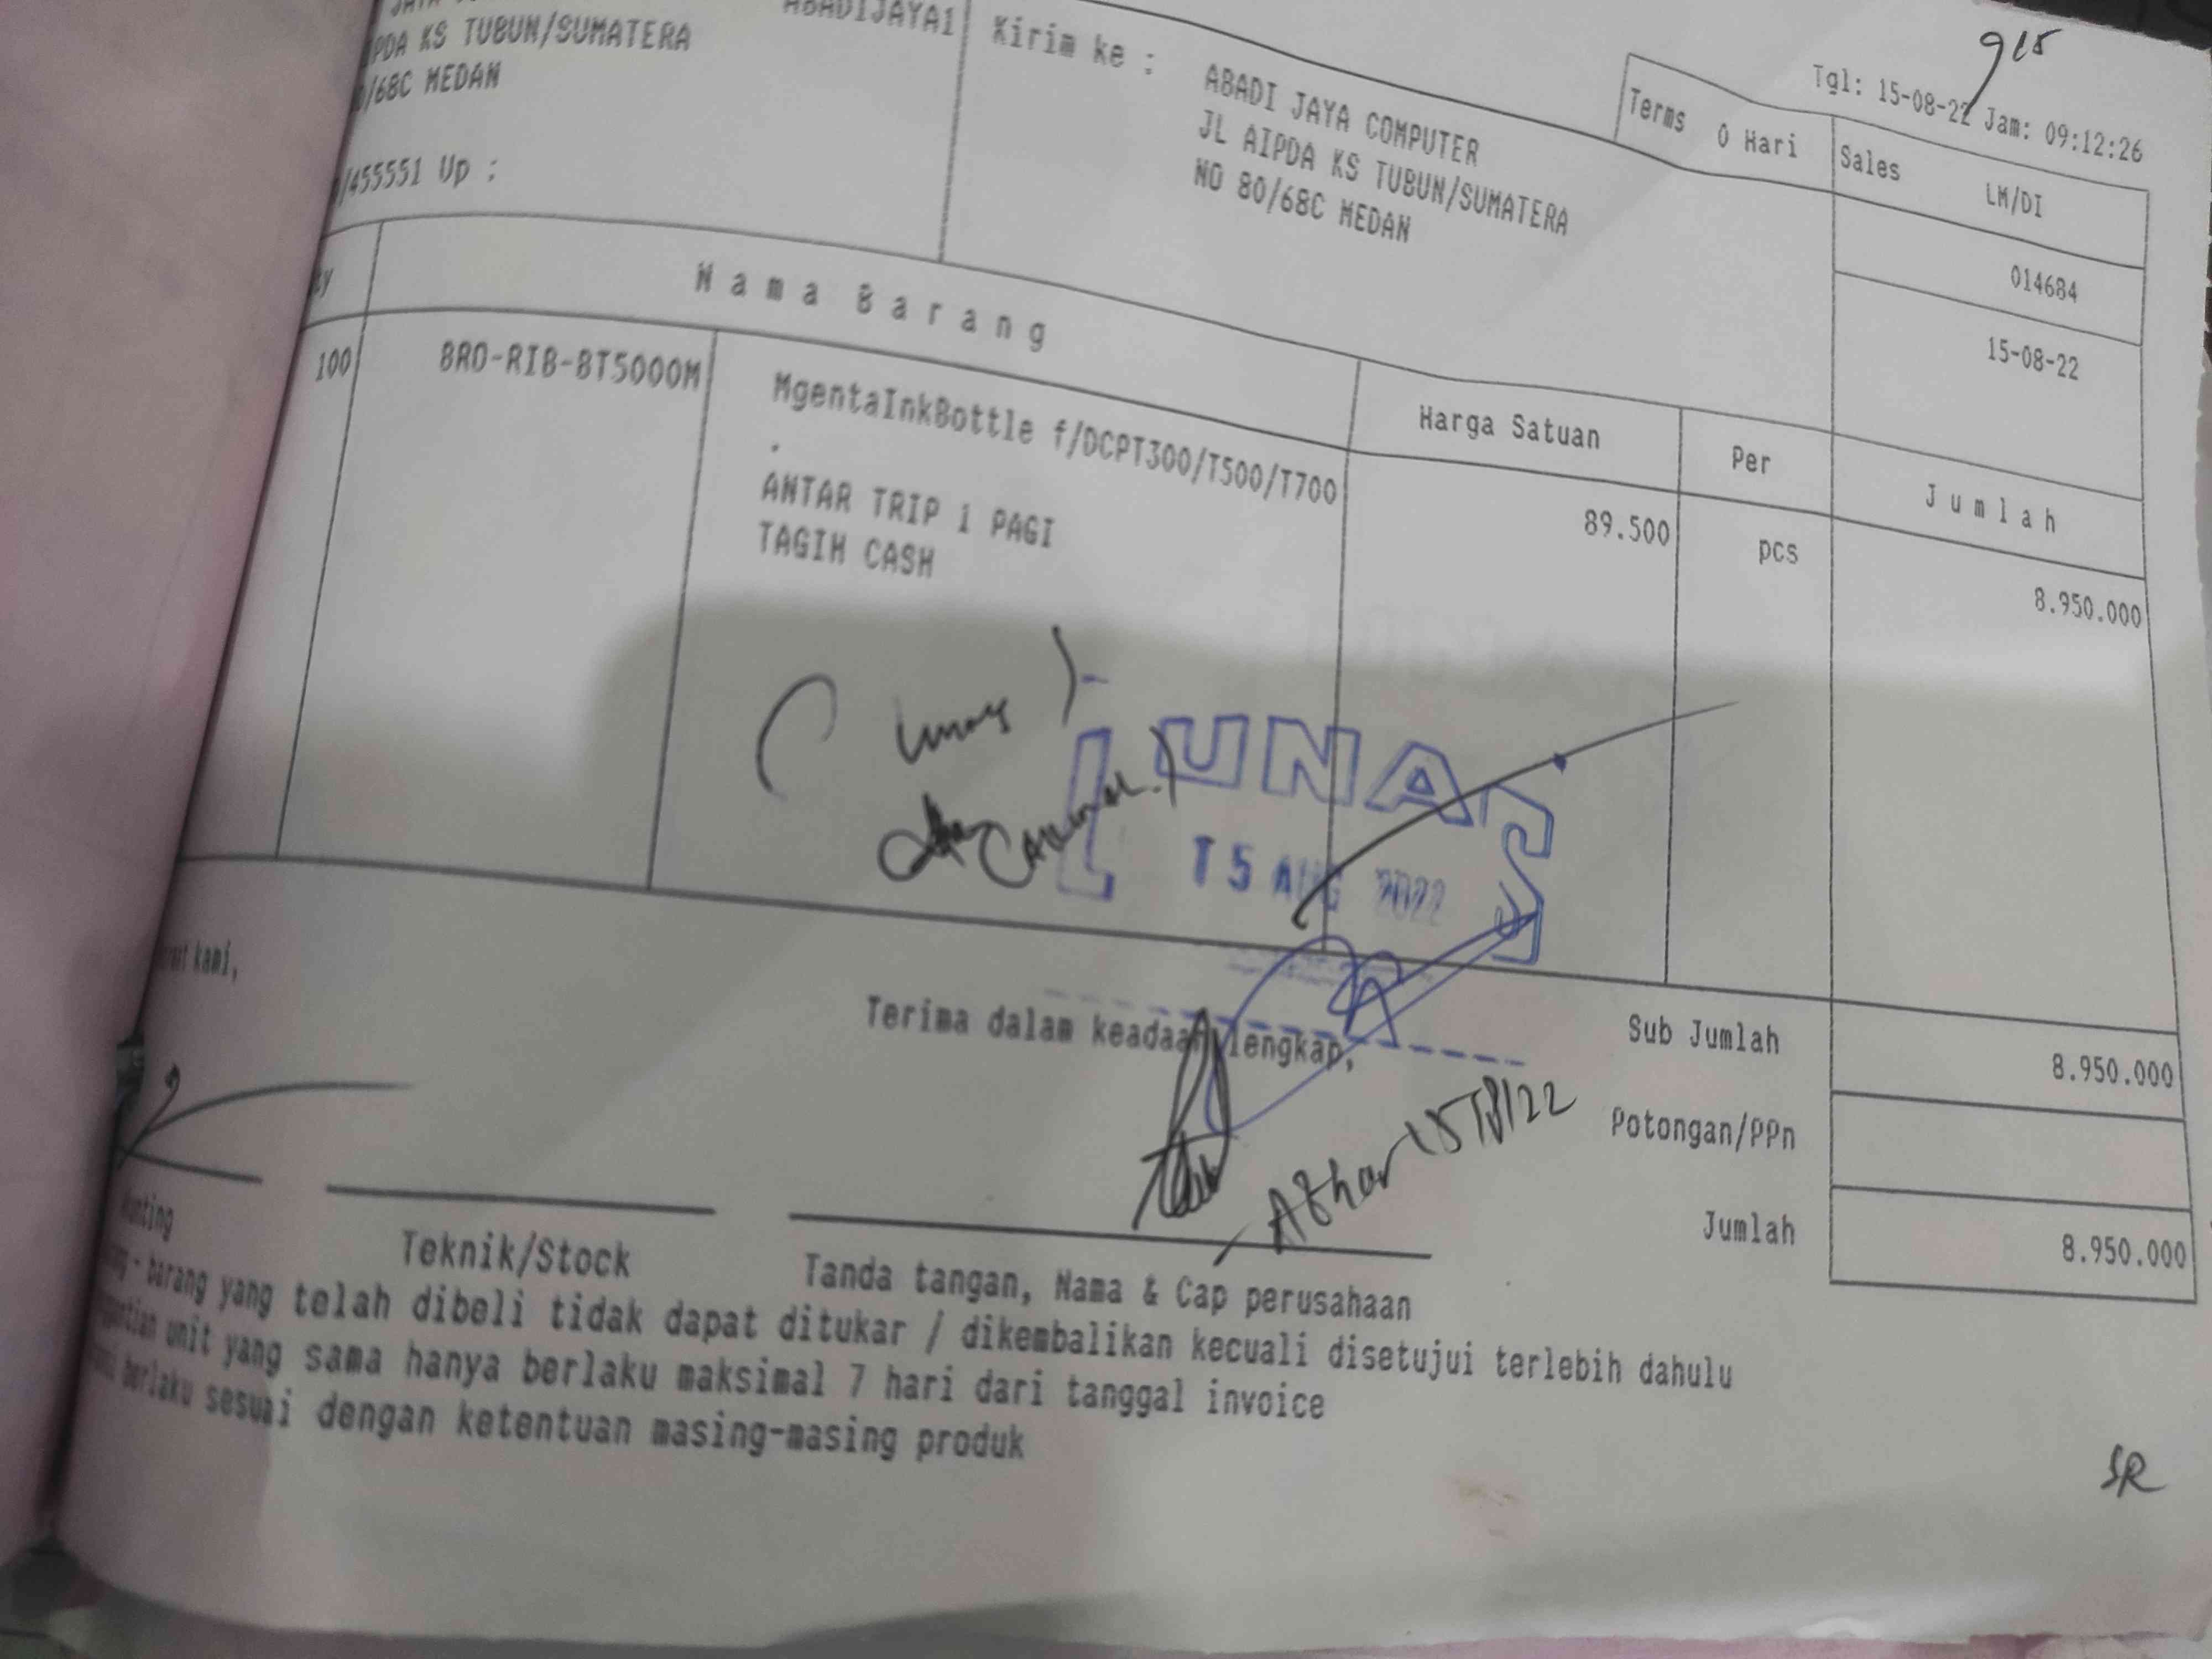 ABADIJAYA1
KS TUBUN/SUMATERA
/68C MEDAN
/455551 Up :
Kirim ke :
ABADI JAYA COMPUTER
JL AIPDA KS TUBUN/SUMATERA
NO 80/68C MEDAN
915
Tgl: 15-08-22 Jam: 09:12:26
Terms 0 Hari
Sales LM/DI
014684
15-08-22
Nama Barang
Harga Satuan
Per
Jumlah
100 BRO-RIB-BT5000M MgentaInkBottle f/DCPT300/T500/T700 89.500 pcs 8.950.000
.
ANTAR TRIP 1 PAGI
TAGIH CASH
( lunas )
LUNAS
15 AUG 2022
kami,
Terima dalam keadaan lengkap,
Azhar 15/8/22
Sub Jumlah 8.950.000
Potongan/PPn
Jumlah 8.950.000
Teknik/Stock
Tanda tangan, Nama & Cap perusahaan
- barang yang telah dibeli tidak dapat ditukar / dikembalikan kecuali disetujui terlebih dahulu
unit yang sama hanya berlaku maksimal 7 hari dari tanggal invoice
berlaku sesuai dengan ketentuan masing-masing produk
SR